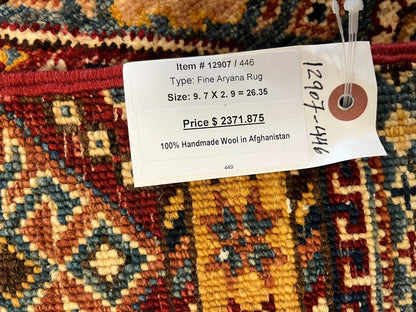 Item # 12907 / 446
Type: Fine Aryana Rug
Size: 9. 7 X 2. 9 = 26.35
Price $ 2371.875
100% Handmade Wool in Afghanistan
449
12907-446